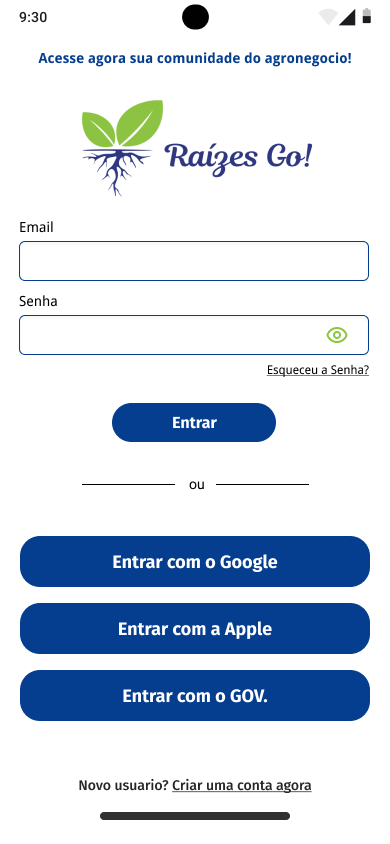 9:30
Acesse agora sua comunidade do agronegocio!
Raízes Go!
Email
Senha
Esqueceu a Senha?
Entrar
ou
Entrar com o Google
Entrar com a Apple
Entrar com o GOV.
Novo usuario? Criar uma conta agora